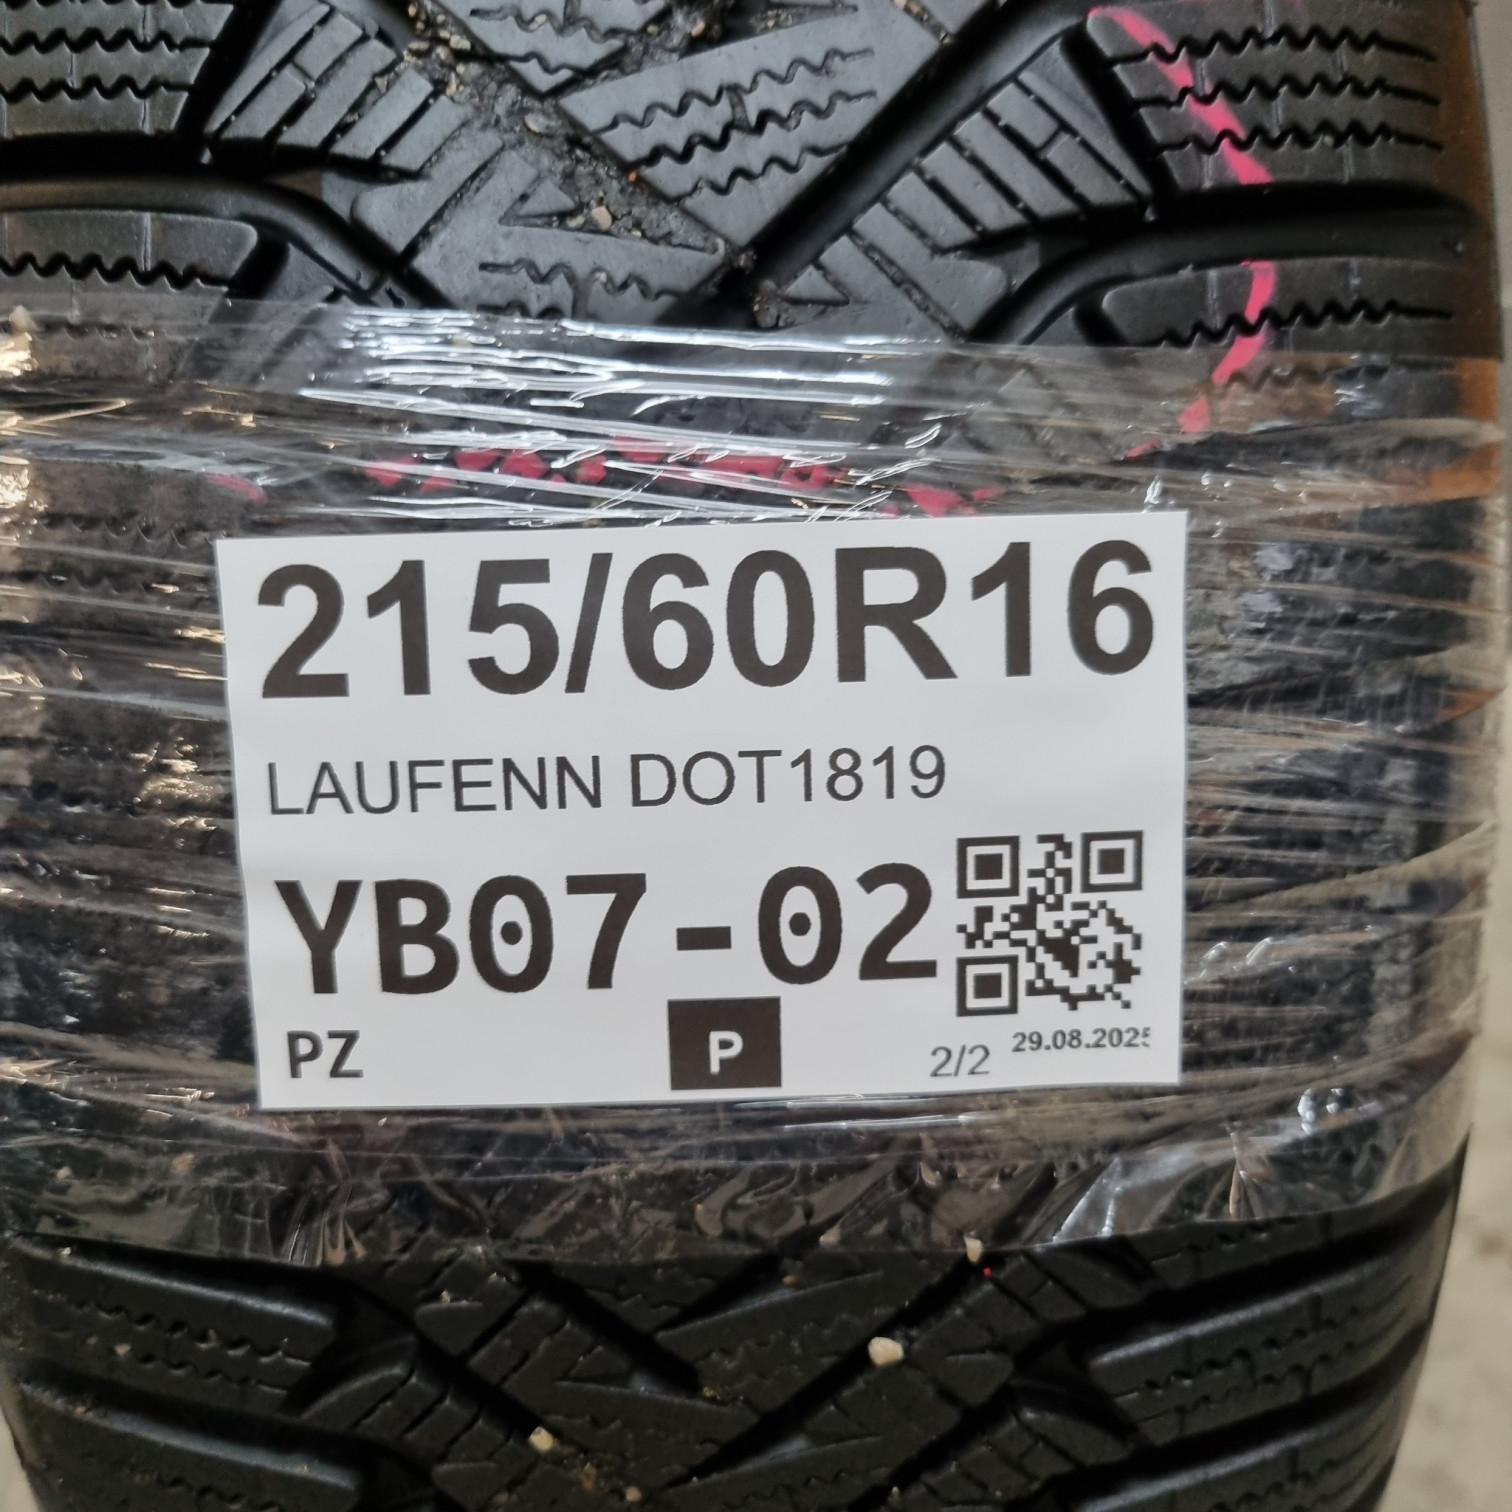 215/60R16
LAUFENN DOT1819
YB07-02
PZ
P
2/2
29.08.2025